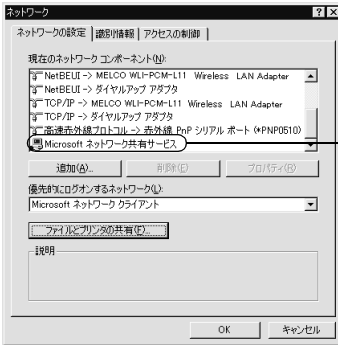 ネットワーク
ネットワークの設定 識別情報 アクセスの制御
現在のネットワーク コンポーネント(N):
NetBEUI -> MELCO WLI-PCM-L11 Wireless LAN Adapter
NetBEUI -> ダイヤルアップ アダプタ
TCP/IP -> MELCO WLI-PCM-L11 Wireless LAN Adapter
TCP/IP -> ダイヤルアップ アダプタ
高速赤外線プロトコル -> 赤外線 PnP シリアル ポート (*PNP0510)
Microsoft ネットワーク共有サービス
追加(A)... 削除(E) プロパティ(R)
優先的にログオンするネットワーク(L):
Microsoft ネットワーク クライアント
ファイルとプリンタの共有(F)...
説明
OK キャンセル